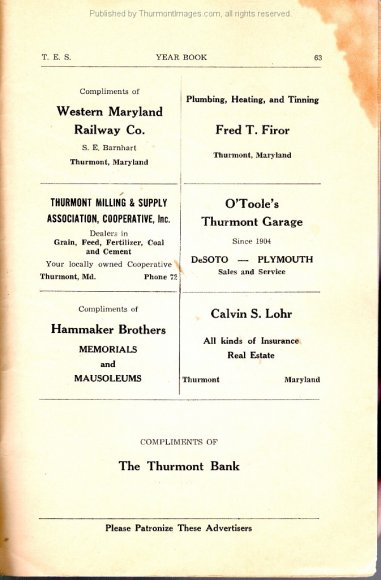 Published by ThurmontImages.com, all rights reserved.
T. E. S. YEAR BOOK 63
Compliments of
Western Maryland
Railway Co.
S. E. Barnhart
Thurmont, Maryland
Plumbing, Heating, and Tinning
Fred T. Firor
Thurmont, Maryland
THURMONT MILLING & SUPPLY
ASSOCIATION, COOPERATIVE, Inc.
Dealers in
Grain, Feed, Fertilizer, Coal
and Cement
Your locally owned Cooperative
Thurmont, Md. Phone 72
O'Toole's
Thurmont Garage
Since 1904
DeSOTO — PLYMOUTH
Sales and Service
Compliments of
Hammaker Brothers
MEMORIALS
and
MAUSOLEUMS
Calvin S. Lohr
All kinds of Insurance
Real Estate
Thurmont Maryland
COMPLIMENTS OF
The Thurmont Bank
Please Patronize These Advertisers